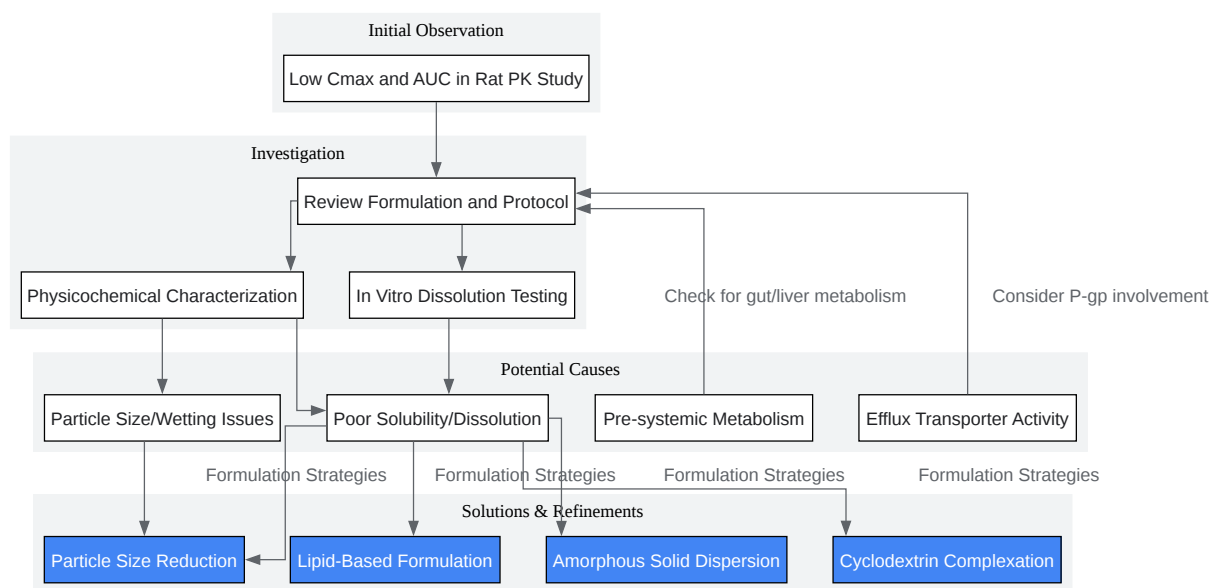 Initial Observation
Low Cmax and AUC in Rat PK Study
Investigation
Review Formulation and Protocol
Physicochemical Characterization
In Vitro Dissolution Testing
Check for gut/liver metabolism
Consider P-gp involvement
Potential Causes
Particle Size/Wetting Issues
Poor Solubility/Dissolution
Pre-systemic Metabolism
Efflux Transporter Activity
Formulation Strategies
Formulation Strategies
Formulation Strategies
Formulation Strategies
Solutions & Refinements
Particle Size Reduction
Lipid-Based Formulation
Amorphous Solid Dispersion
Cyclodextrin Complexation